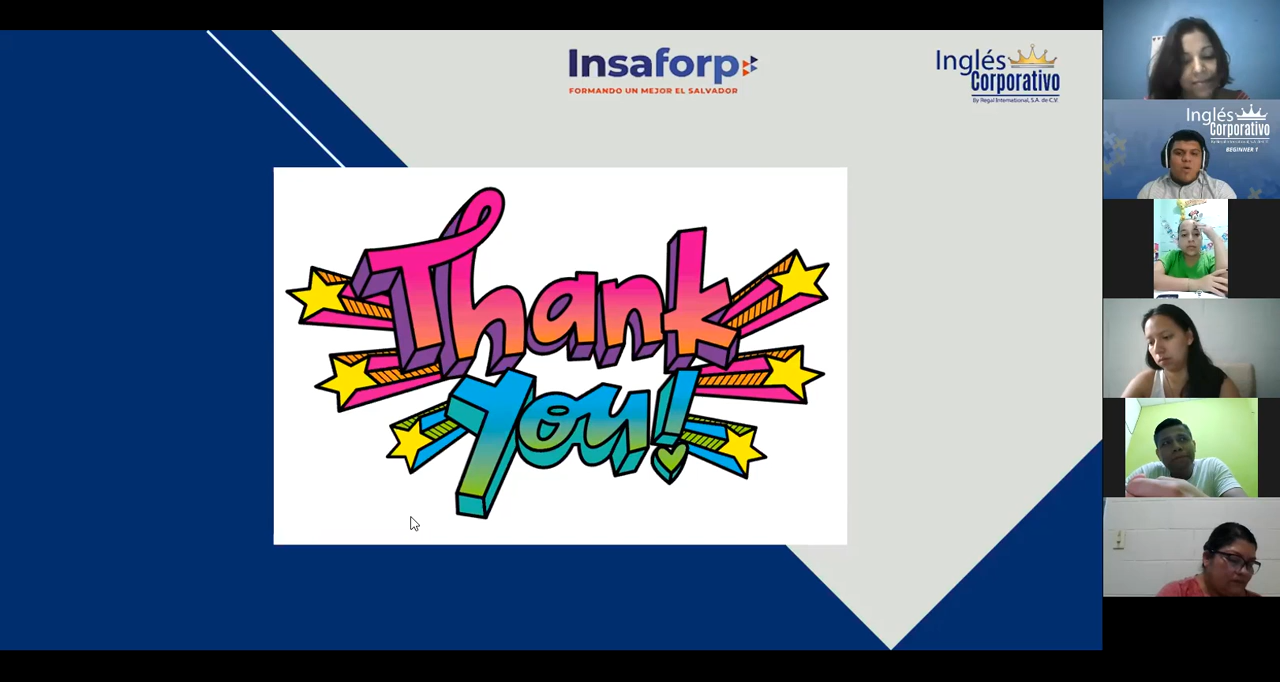 Insaforp
FORMANDO UN MEJOR EL SALVADOR
Inglés
Corporativo
By Regal International, S.A. de C.V.
Thank
You!
Inglés
Corporativo
BEGINNER 1